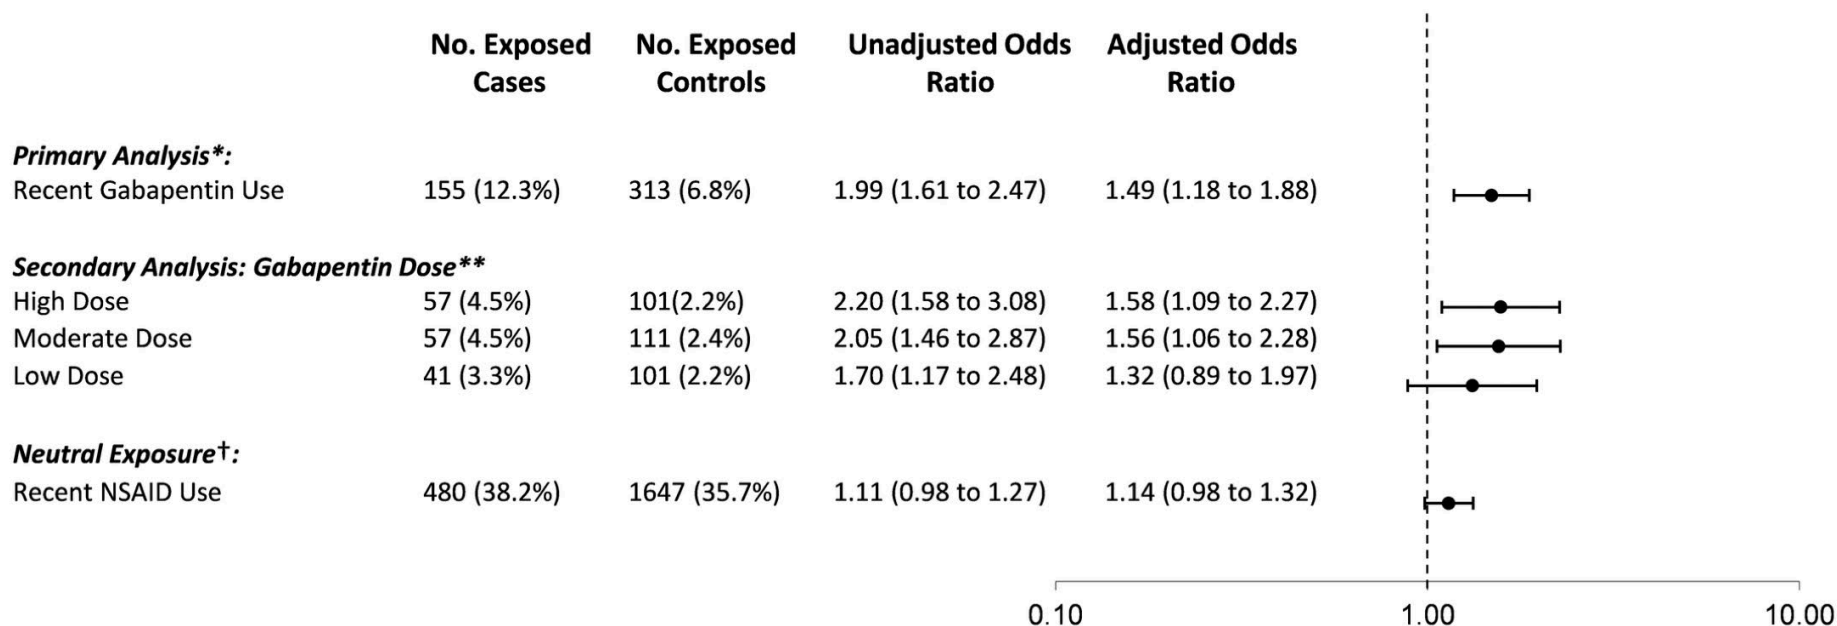 No. Exposed Cases No. Exposed Controls Unadjusted Odds Ratio Adjusted Odds Ratio
Primary Analysis*:
Recent Gabapentin Use 155 (12.3%) 313 (6.8%) 1.99 (1.61 to 2.47) 1.49 (1.18 to 1.88)
Secondary Analysis: Gabapentin Dose**
High Dose 57 (4.5%) 101(2.2%) 2.20 (1.58 to 3.08) 1.58 (1.09 to 2.27)
Moderate Dose 57 (4.5%) 111 (2.4%) 2.05 (1.46 to 2.87) 1.56 (1.06 to 2.28)
Low Dose 41 (3.3%) 101 (2.2%) 1.70 (1.17 to 2.48) 1.32 (0.89 to 1.97)
Neutral Exposure†:
Recent NSAID Use 480 (38.2%) 1647 (35.7%) 1.11 (0.98 to 1.27) 1.14 (0.98 to 1.32)
0.10 1.00 10.00